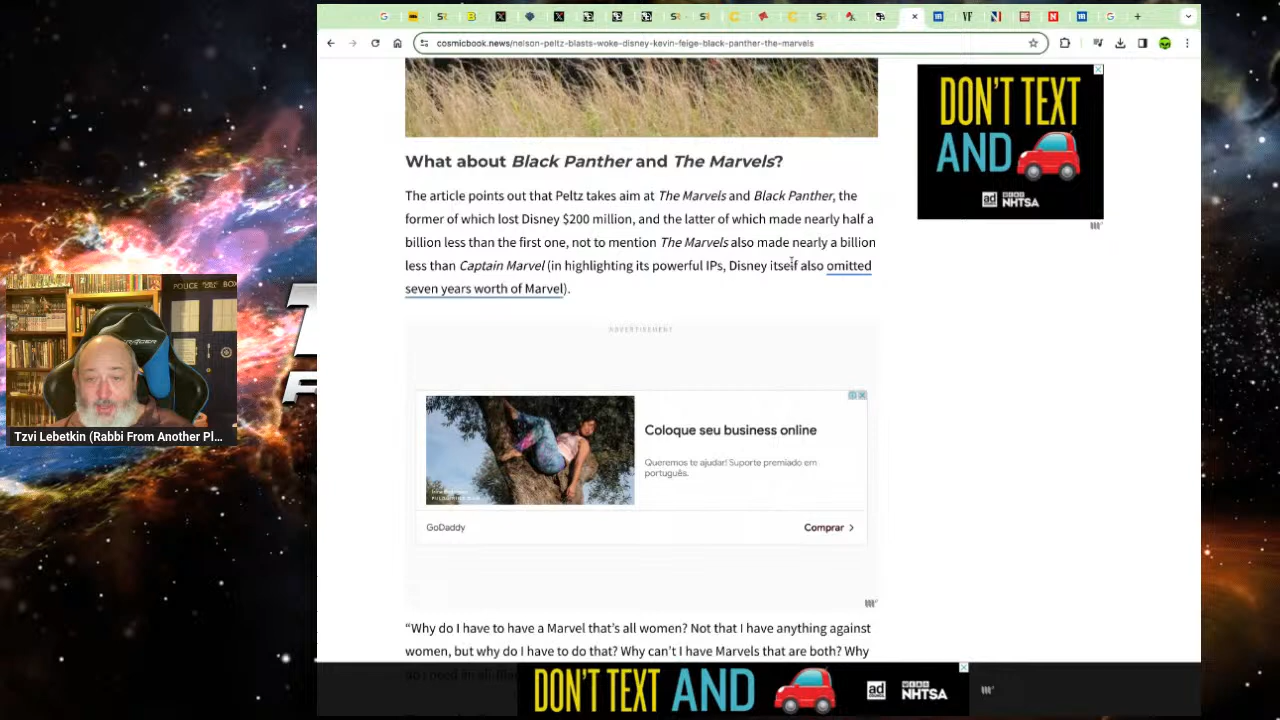 cosmicbook.news/nelson-peltz-blasts-woke-disney-kevin-feige-black-panther-the-marvels
What about Black Panther and The Marvels?
The article points out that Peltz takes aim at The Marvels and Black Panther, the
former of which lost Disney $200 million, and the latter of which made nearly half a
billion less than the first one, not to mention The Marvels also made nearly a billion
less than Captain Marvel (in highlighting its powerful IPs, Disney itself also omitted
seven years worth of Marvel).
ADVERTISEMENT
Coloque seu business online
Queremos te ajudar! Suporte premiado em
português.
GoDaddy
Comprar
“Why do I have to have a Marvel that’s all women? Not that I have anything against
women, but why do I have to do that? Why can’t I have Marvels that are both? Why
DON'T TEXT
AND
ad
NHTSA
POLICE
BOX
Tzvi Lebetkin (Rabbi From Another Pl...
DON'T TEXT AND
ad
NHTSA